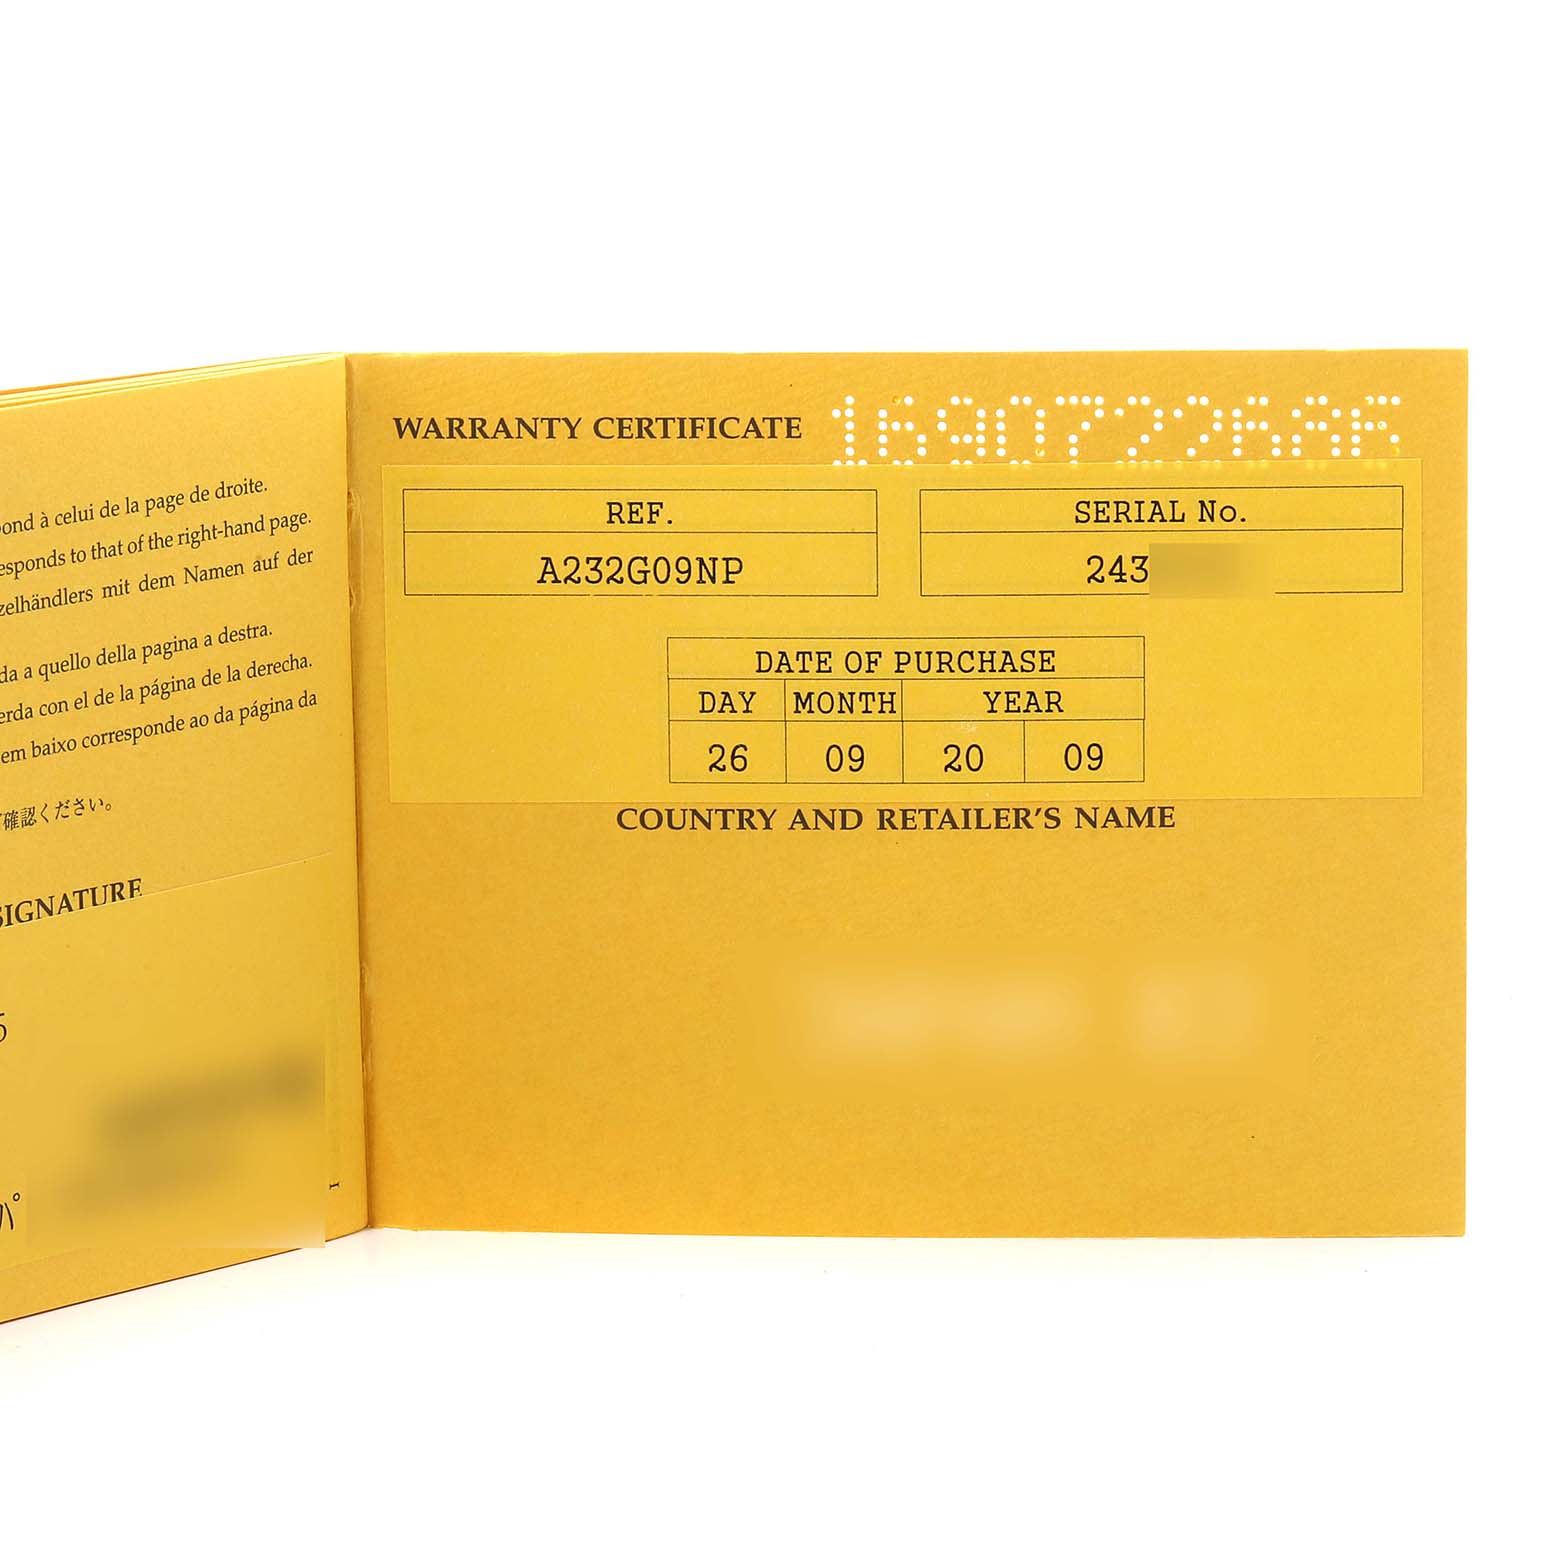 ond à celui de la page de droite.
esponds to that of the right-hand page.
zelhändlers mit dem Namen auf der
da a quello della pagina a destra.
erda con el de la página de la derecha.
em baixo corresponde ao da página da
確認ください。
SIGNATURE
5
パ
WARRANTY CERTIFICATE
REF.
A232G09NP
SERIAL No.
243
DATE OF PURCHASE
DAY MONTH YEAR
26 09 20 09
COUNTRY AND RETAILER'S NAME